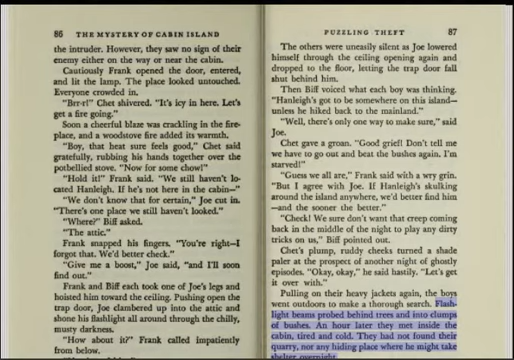 86 THE MYSTERY OF CABIN ISLAND
the intruder. However, they saw no sign of their
enemy either on the way or near the cabin.
Cautiously Frank opened the door, entered,
and lit the lamp. The place looked untouched.
Everyone crowded in.
"Brr-r!" Chet shivered. "It's icy in here. Let's
get a fire going."
Soon a cheerful blaze was crackling in the fire-
place, and a woodstove fire added its warmth.
"Boy, that heat sure feels good," Chet said
gratefully, rubbing his hands together over the
potbellied stove. "Now for some chow!"
"Hold it!" Frank said. "We still haven't lo-
cated Hanleigh. If he's not here in the cabin—"
"We don't know that for certain," Joe cut in.
"There's one place we still haven't looked."
"Where?" Biff asked.
"The attic."
Frank snapped his fingers. "You're right—I
forgot that. We'd better check."
"Give me a boost," Joe said, "and I'll soon
find out."
Frank and Biff each took one of Joe's legs and
hoisted him toward the ceiling. Pushing open the
trap door, Joe clambered up into the attic and
shone his flashlight all around through the chilly,
musty darkness.
"How about it?" Frank called impatiently
from below.
PUZZLING THEFT 87
The others were uneasily silent as Joe lowered
himself through the ceiling opening again and
dropped to the floor, letting the trap door fall
shut behind him.
Then Biff voiced what each boy was thinking.
"Hanleigh's got to be somewhere on this island—
unless he hiked back to the mainland."
"Well, there's only one way to make sure," said
Joe.
Chet gave a groan. "Good grief! Don't tell me
we have to go out and beat the bushes again. I'm
starved!"
"Guess we all are," Frank said with a wry grin.
"But I agree with Joe. If Hanleigh's skulking
around the island anywhere, we'd better find him
—and the sooner the better."
"Check! We sure don't want that creep coming
back in the middle of the night to play any dirty
tricks on us," Biff pointed out.
Chet's plump, ruddy cheeks turned a shade
paler at the prospect of another night of ghostly
episodes. "Okay, okay," he said hastily. "Let's get
it over with."
Pulling on their heavy jackets again, the boys
went outdoors to make a thorough search. Flash-
light beams probed behind trees and into clumps
of bushes. An hour later they met inside the
cabin, tired and cold. They had not found their
quarry, nor any hiding place where he might take
shelter overnight.